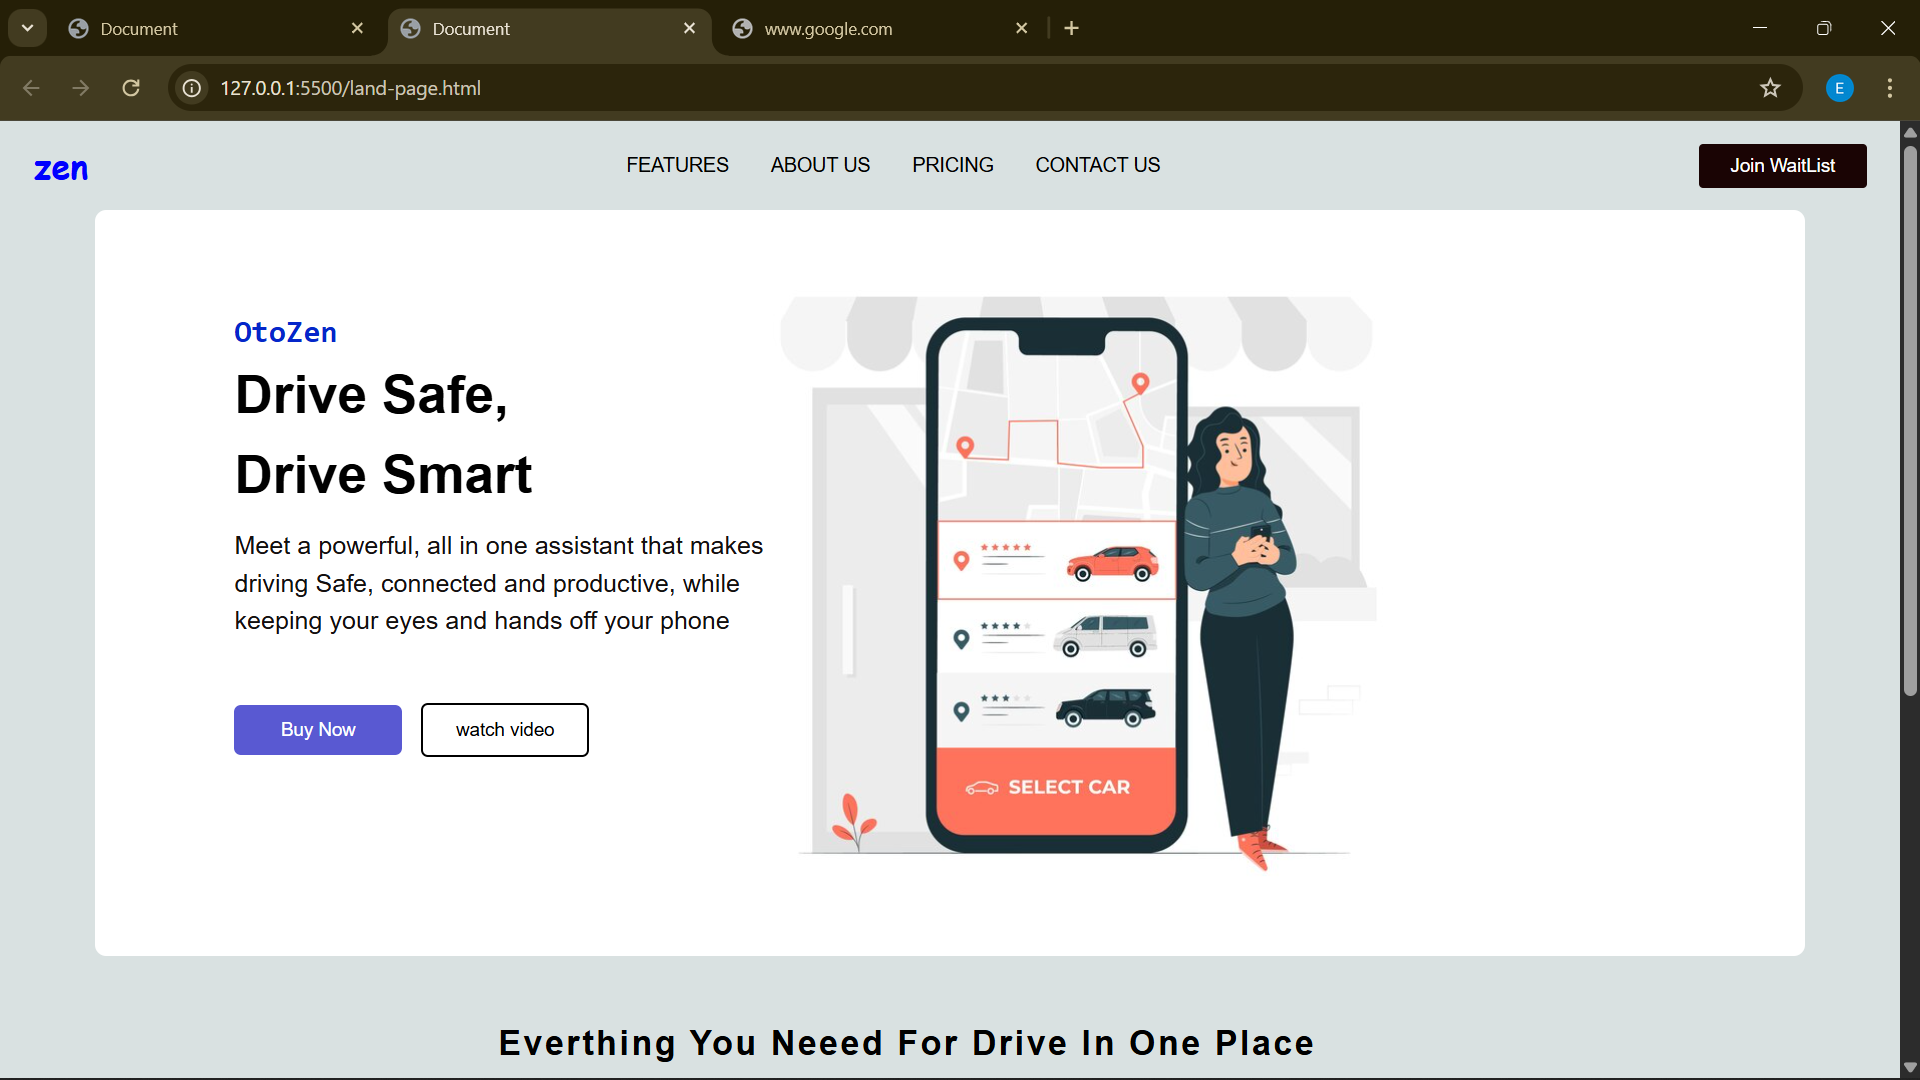 Document
Document
www.google.com
127.0.0.1:5500/land-page.html
E
zen
FEATURES
ABOUT US
PRICING
CONTACT US
Join WaitList
OtoZen
Drive Safe,
Drive Smart
Meet a powerful, all in one assistant that makes
driving Safe, connected and productive, while
keeping your eyes and hands off your phone
Buy Now
watch video
SELECT CAR
Everthing You Neeed For Drive In One Place